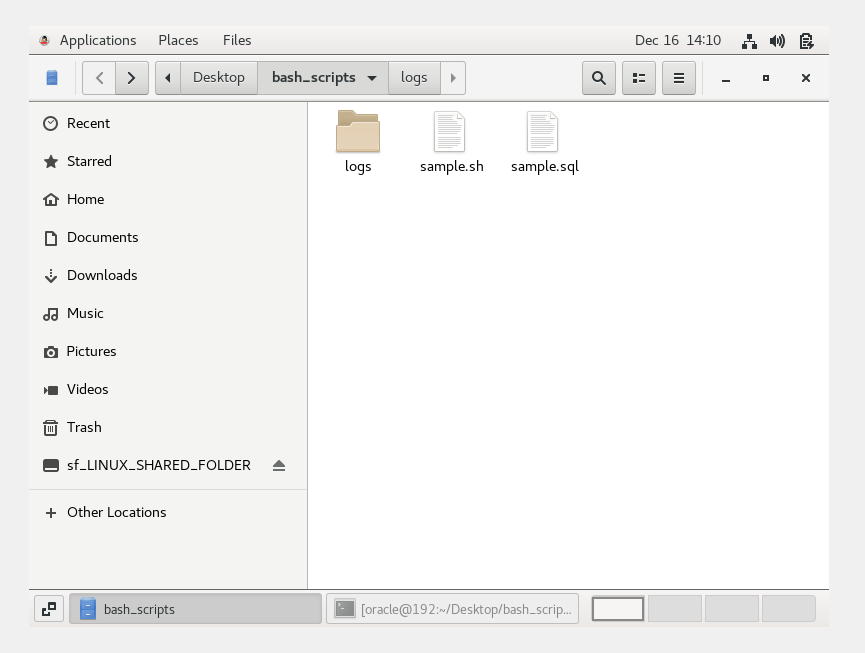 Applications Places Files Dec 16 14:10
Desktop bash_scripts logs
Recent
Starred
Home
Documents
Downloads
Music
Pictures
Videos
Trash
sf_LINUX_SHARED_FOLDER
Other Locations
logs sample.sh sample.sql
bash_scripts [oracle@192:~/Desktop/bash_scrip...